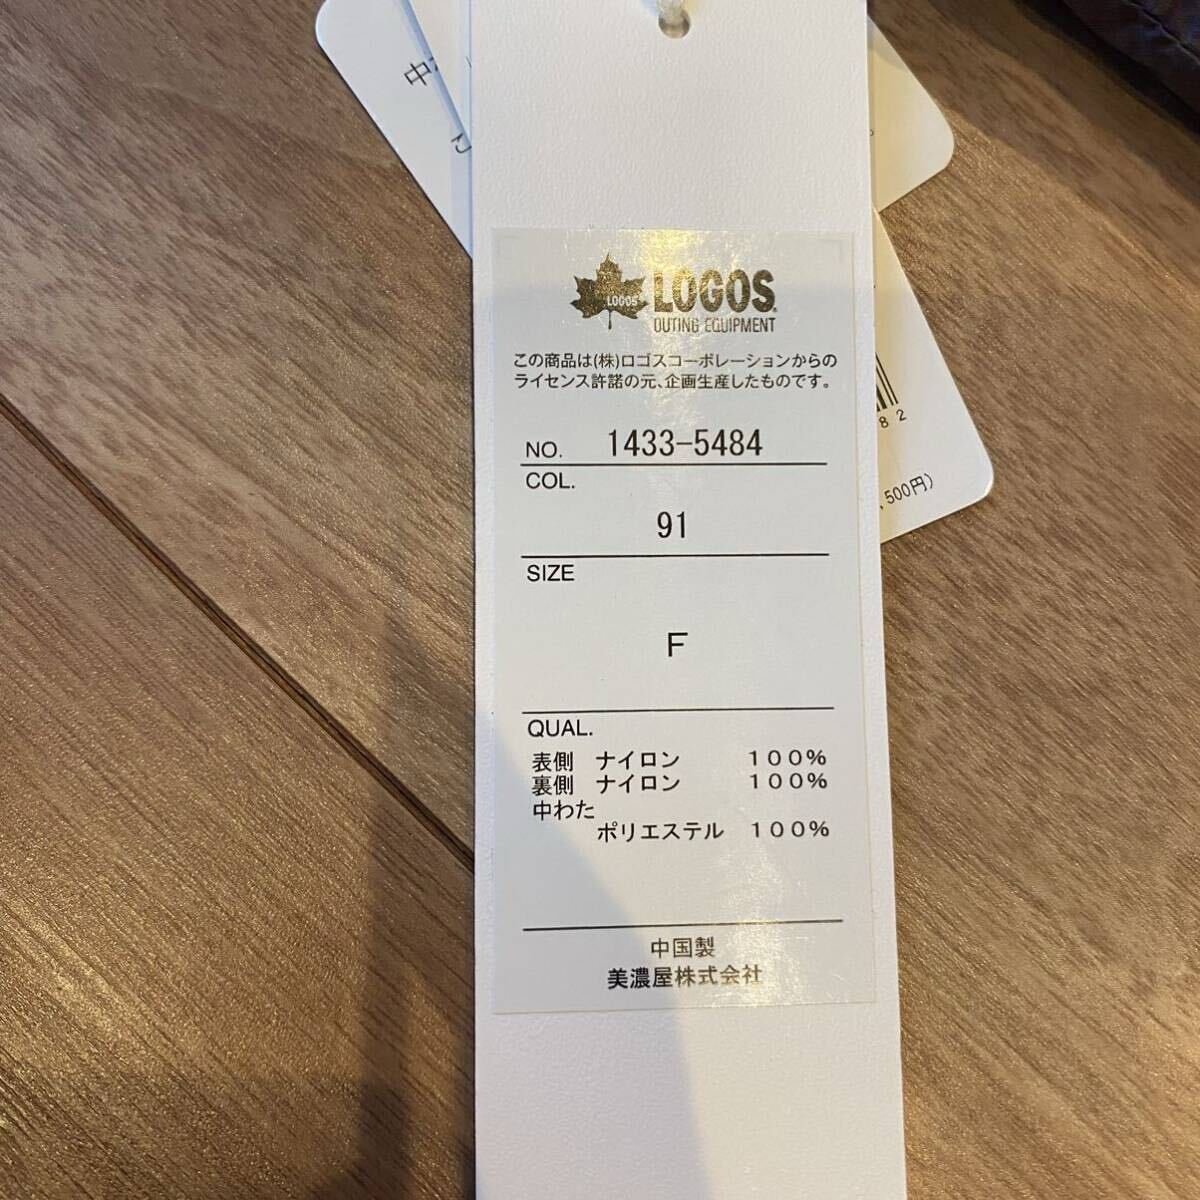 中
LOGOS
LOGOS
OUTING EQUIPMENT
この商品は(株)ロゴスコーポレーションからの
ライセンス許諾の元、企画生産したものです。
NO. 1433-5484
COL.
91
SIZE
F
QUAL.
表側 ナイロン 100%
裏側 ナイロン 100%
中わた
ポリエステル 100%
中国製
美濃屋株式会社
82
,500円)